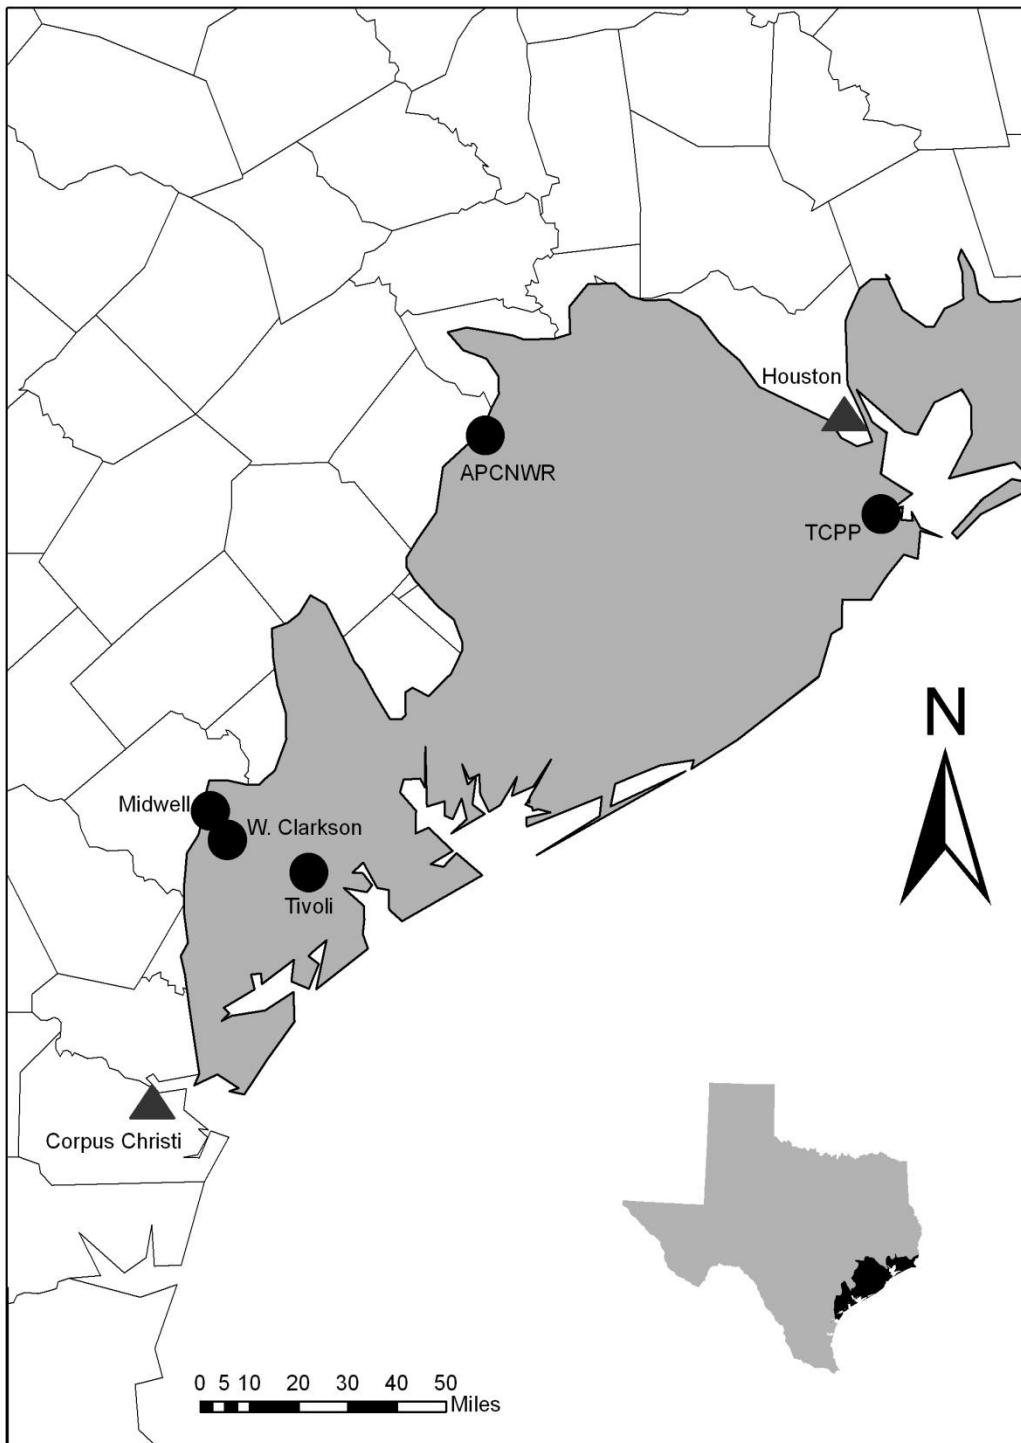 Houston
APCNWR
TCPP
N
Midwell
W. Clarkson
Tivoli
Corpus Christi
0 5 10 20 30 40 50
Miles